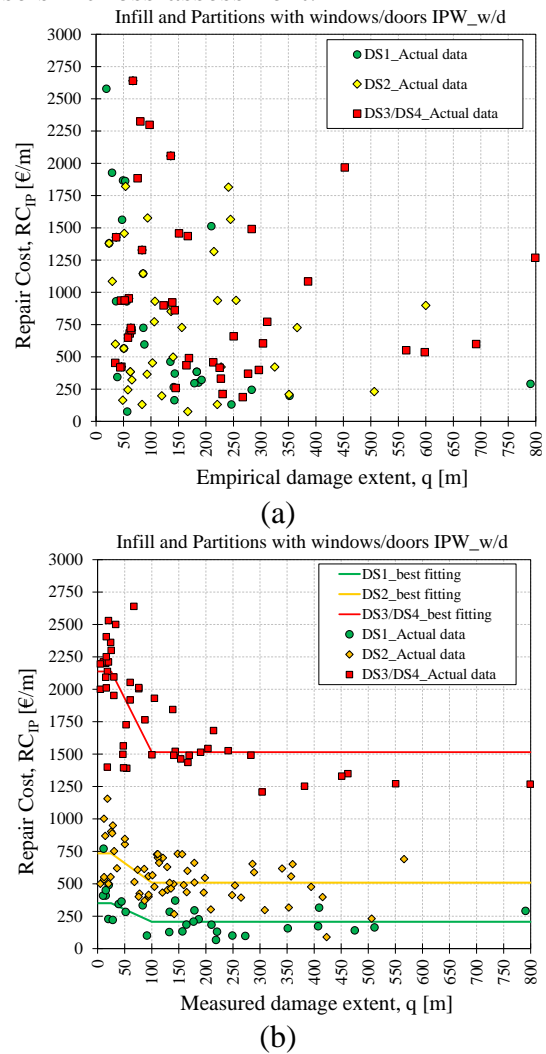 Infill and Partitions with windows/doors IPW_w/d
3000
2750
2500
2250
2000
1750
1500
1250
1000
750
500
250
0
Repair Cost, RC_IP [€/m]
DS1_Actual data
DS2_Actual data
DS3/DS4_Actual data
0 50 100 150 200 250 300 350 400 450 500 550 600 650 700 750 800
Empirical damage extent, q [m]
(a)
Infill and Partitions with windows/doors IPW_w/d
3000
2750
2500
2250
2000
1750
1500
1250
1000
750
500
250
0
Repair Cost, RC_IP [€/m]
DS1_best fitting
DS2_best fitting
DS3/DS4_best fitting
DS1_Actual data
DS2_Actual data
DS3/DS4_Actual data
0 50 100 150 200 250 300 350 400 450 500 550 600 650 700 750 800
Measured damage extent, q [m]
(b)